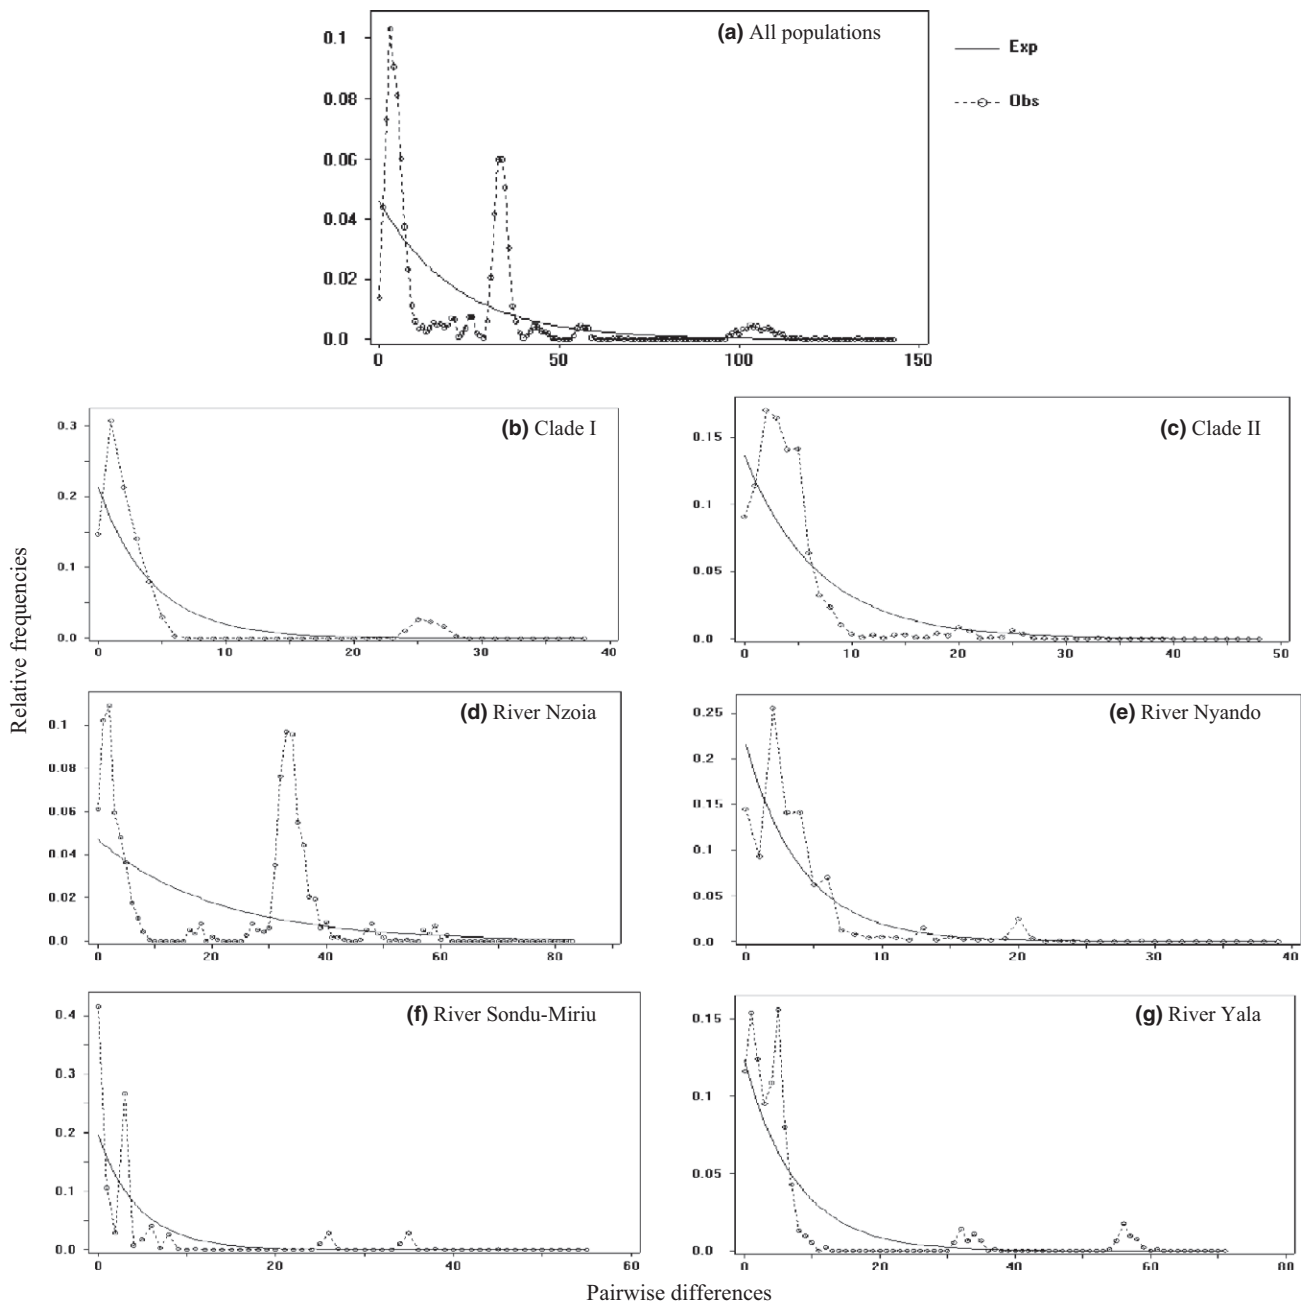 (a) All populations
Exp
Obs
0.1
0.08
0.06
0.04
0.02
0.0
0 50 100 150
(b) Clade I
0.3
0.2
0.1
0.0
0 10 20 30 40
(c) Clade II
0.15
0.1
0.05
0.0
0 10 20 30 40 50
Relative frequencies
(d) River Nzoia
0.1
0.08
0.06
0.04
0.02
0.0
0 20 40 60 80
(e) River Nyando
0.25
0.2
0.15
0.1
0.05
0.0
0 10 20 30 40
(f) River Sondu-Miriu
0.4
0.3
0.2
0.1
0.0
0 20 40 60
(g) River Yala
0.15
0.1
0.05
0.0
0 20 40 60 80
Pairwise differences